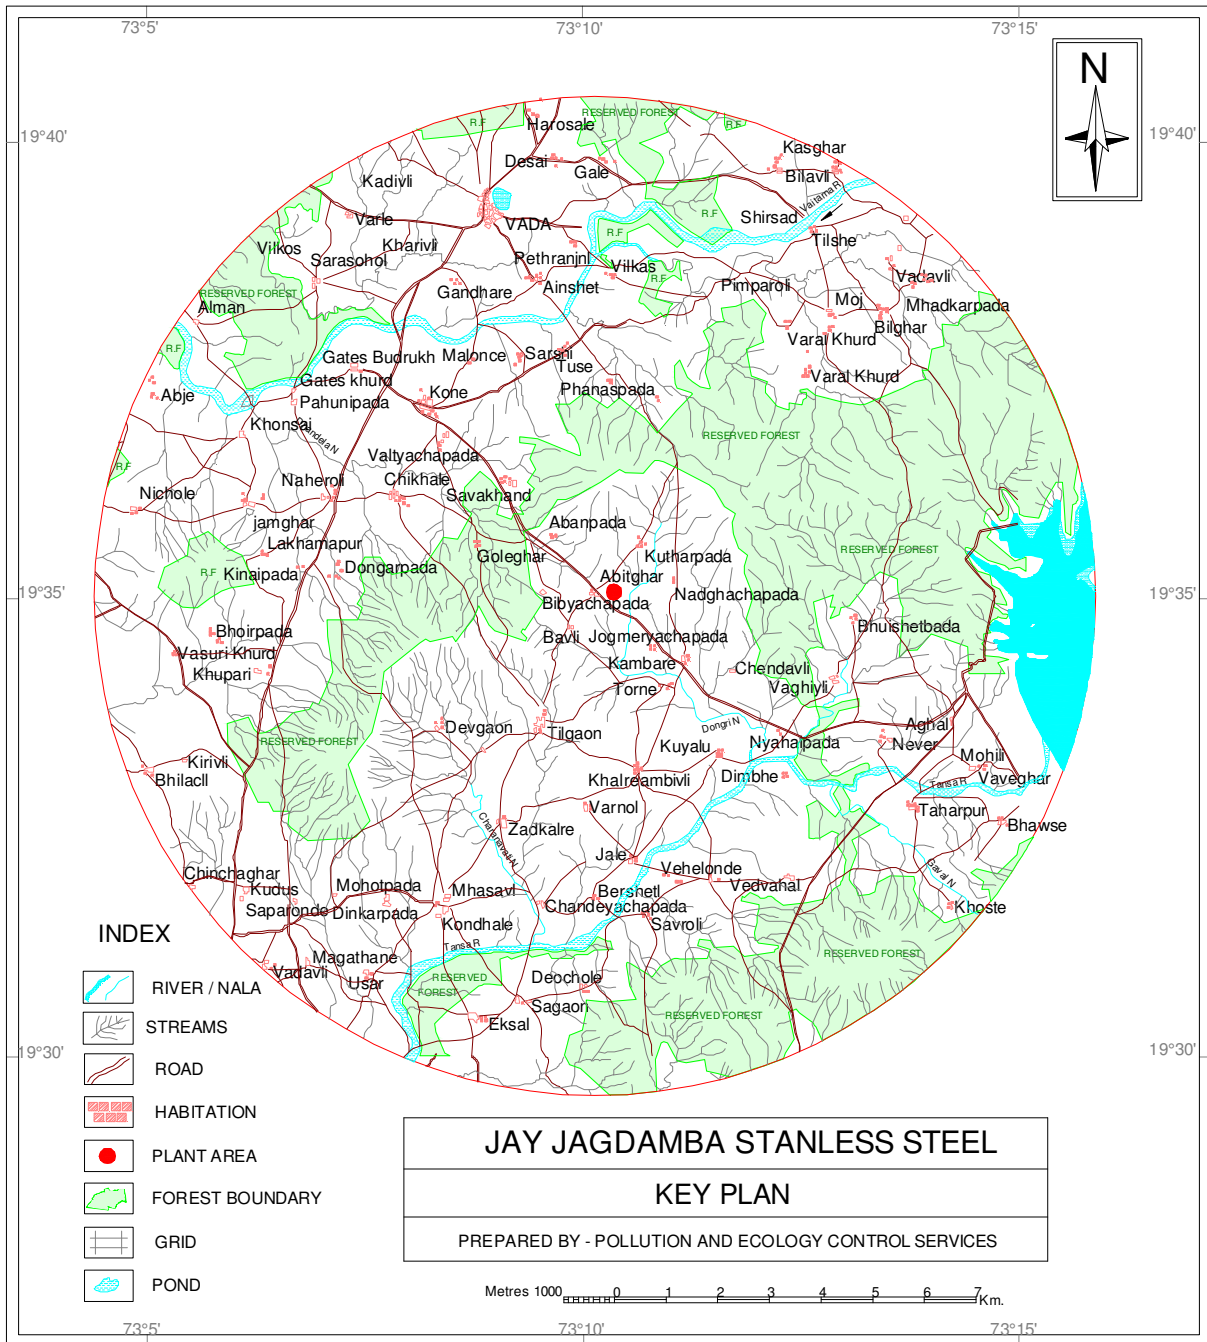 73°5'
73°10'
73°15'
N
19°40'
19°40'
RESERVED FOREST
R.F
R.F
Harosale
Desai
Gale
Kasghar
Bilavli
Kadivli
Varle
VADA
R.F
Shirsad
Vaitarna R
R.F
Tilshe
Vilkos
Kharivli
Sarasohol
Pethranjnl
Vilkas
Ainshet
Gandhare
R.F
Pimparoli
Vadavli
RESERVED FOREST
Alman
Moj
Mhadkarpada
Bilghar
Varal Khurd
R.F
Gates Budrukh
Malonce
Sarshi
Tuse
Gates khurd
Varal Khurd
Abje
Pahunipada
Kone
Phanaspada
Khonsai
RESERVED FOREST
Valtyachapada
R.F
Naheroli
Chikhale
Savakhand
Nichole
jamghar
Abanpada
Lakhamapur
Goleghar
Kutharpada
RESERVED FOREST
R.F
Kinaipada
Dongarpada
Abitghar
19°35'
19°35'
Bibyachapada
Nadghachapada
Bhoirpada
Bavli
Jogmeryachapada
Bhuishetbada
Vasuri Khurd
Kambare
Khupari
Chendavli
Torne
Vaghiyli
Devgaon
Tilgaon
Dongri N
Aghal
RESERVED FOREST
Kuyalu
Nyahaipada
Never
Kirivli
Mohili
Bhilacll
Khalreambivli
Dimbhe
Tansa R
Vaveghar
Varnol
Taharpur
Zadkalre
Bhawse
Jale
Vehelonde
Gavai N
Chinchaghar
Kudus
Mohotpada
Mhasavl
Bershetl
Vedvahal
Saparonde
Dinkarpada
Chandeyachapada
Khoste
Kondhale
Savroli
Tansa R
INDEX
Magathane
RESERVED FOREST
Vadavli
Usar
RESERVED
FOREST
Deochole
RIVER / NALA
Sagaon
Eksal
RESERVED FOREST
STREAMS
19°30'
19°30'
ROAD
HABITATION
PLANT AREA
FOREST BOUNDARY
GRID
POND
JAY JAGDAMBA STANLESS STEEL
KEY PLAN
PREPARED BY - POLLUTION AND ECOLOGY CONTROL SERVICES
Metres 1000 0 1 2 3 4 5 6 7
Km.
73°5'
73°10'
73°15'